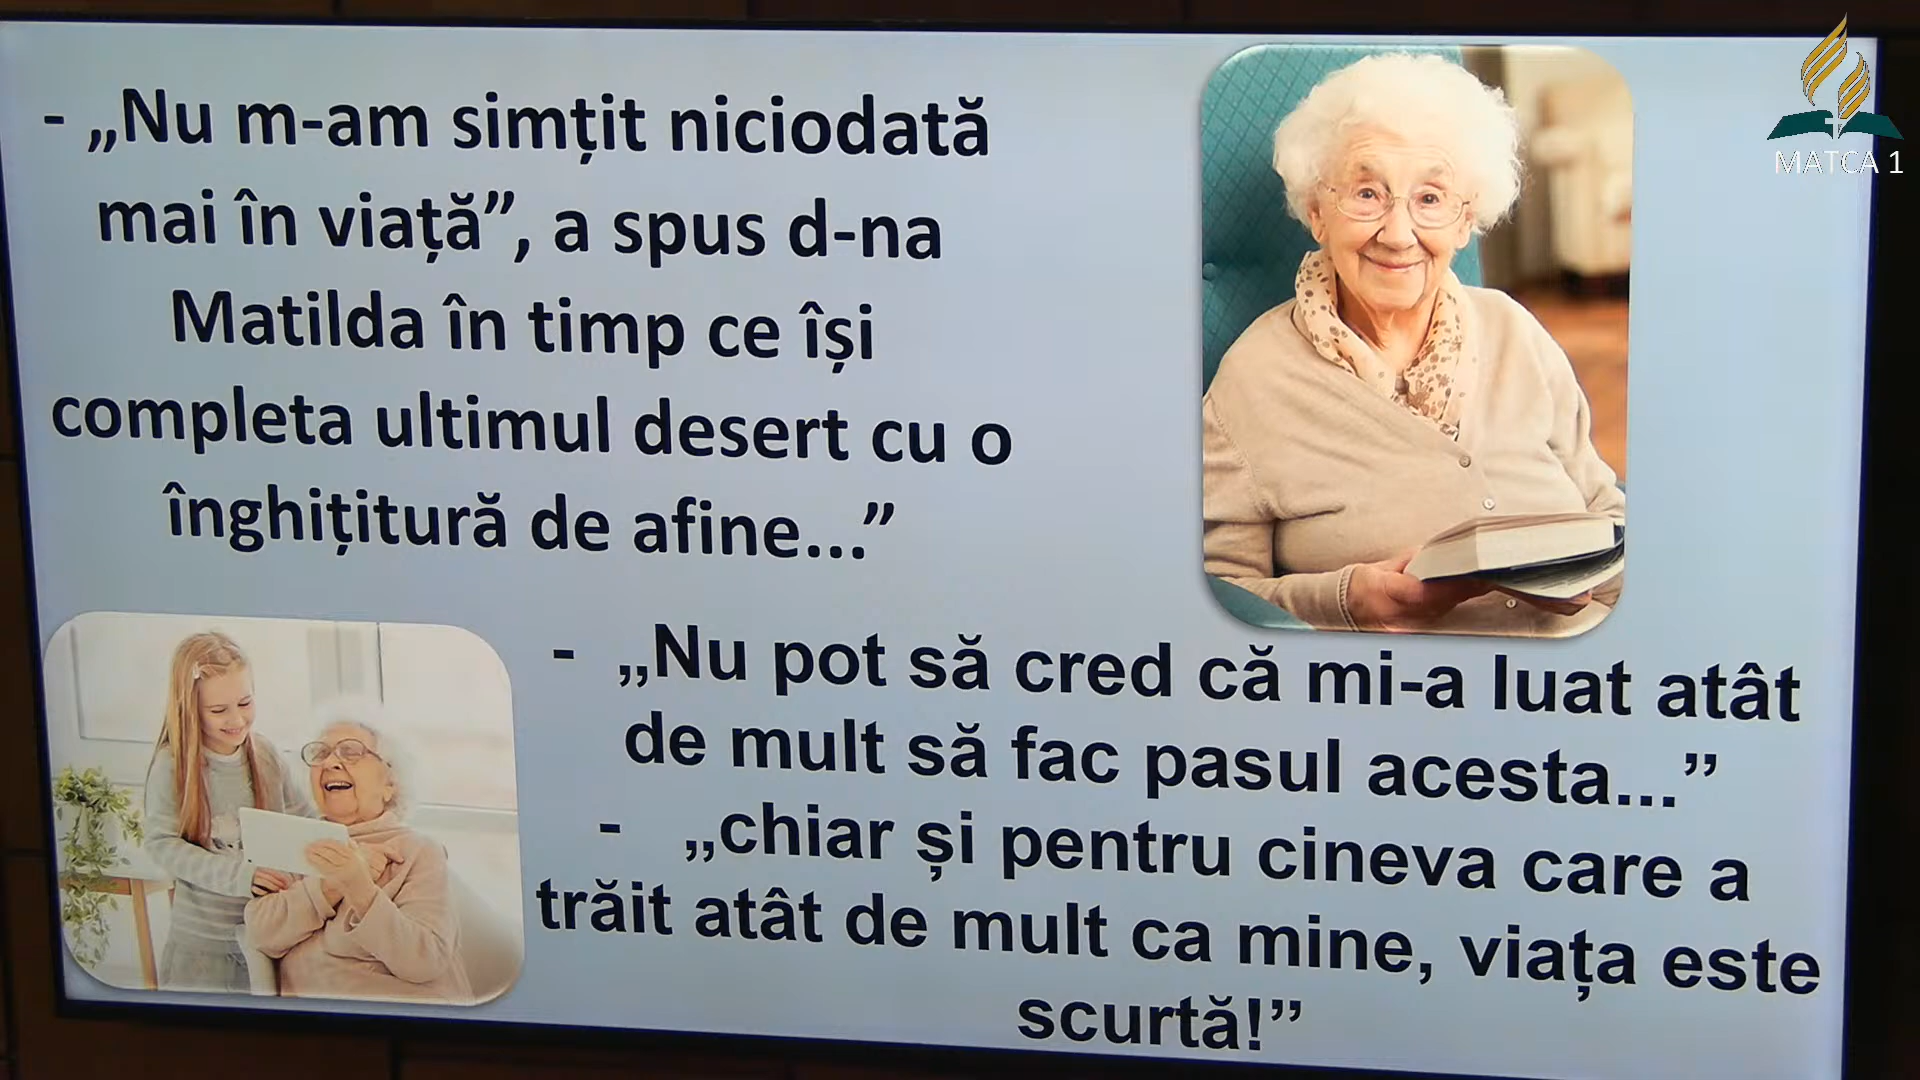 - „Nu m-am simțit niciodată
mai în viață”, a spus d-na
Matilda în timp ce își
completa ultimul desert cu o
înghițitură de afine...”
- „Nu pot să cred că mi-a luat atât
de mult să fac pasul acesta...”
- „chiar și pentru cineva care a
trăit atât de mult ca mine, viața este
scurtă!”
MATCA 1